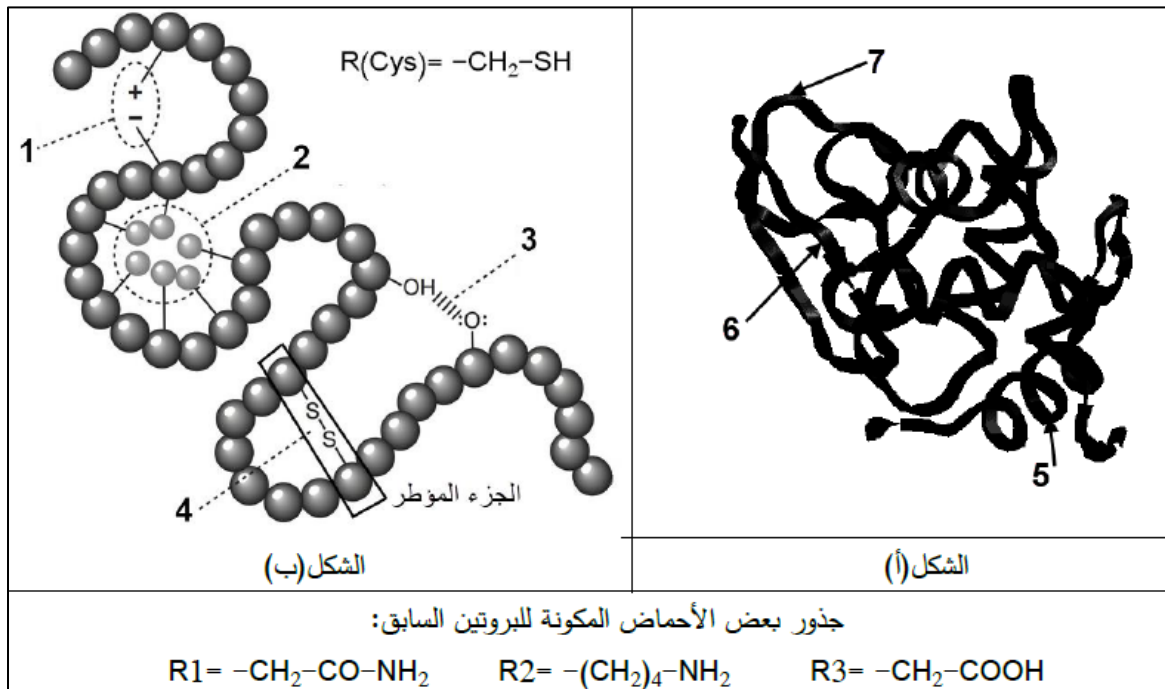 R(Cys)= –CH₂–SH
7
1
+
–
2
3
OH
O:
6
S
S
4
الجزء المؤطر
5
الشكل(أ)
الشكل(ب)
جذور بعض الأحماض المكونة للبروتين السابق:
R1= –CH₂–CO–NH₂ R2= –(CH₂)₄–NH₂ R3= –CH₂–COOH